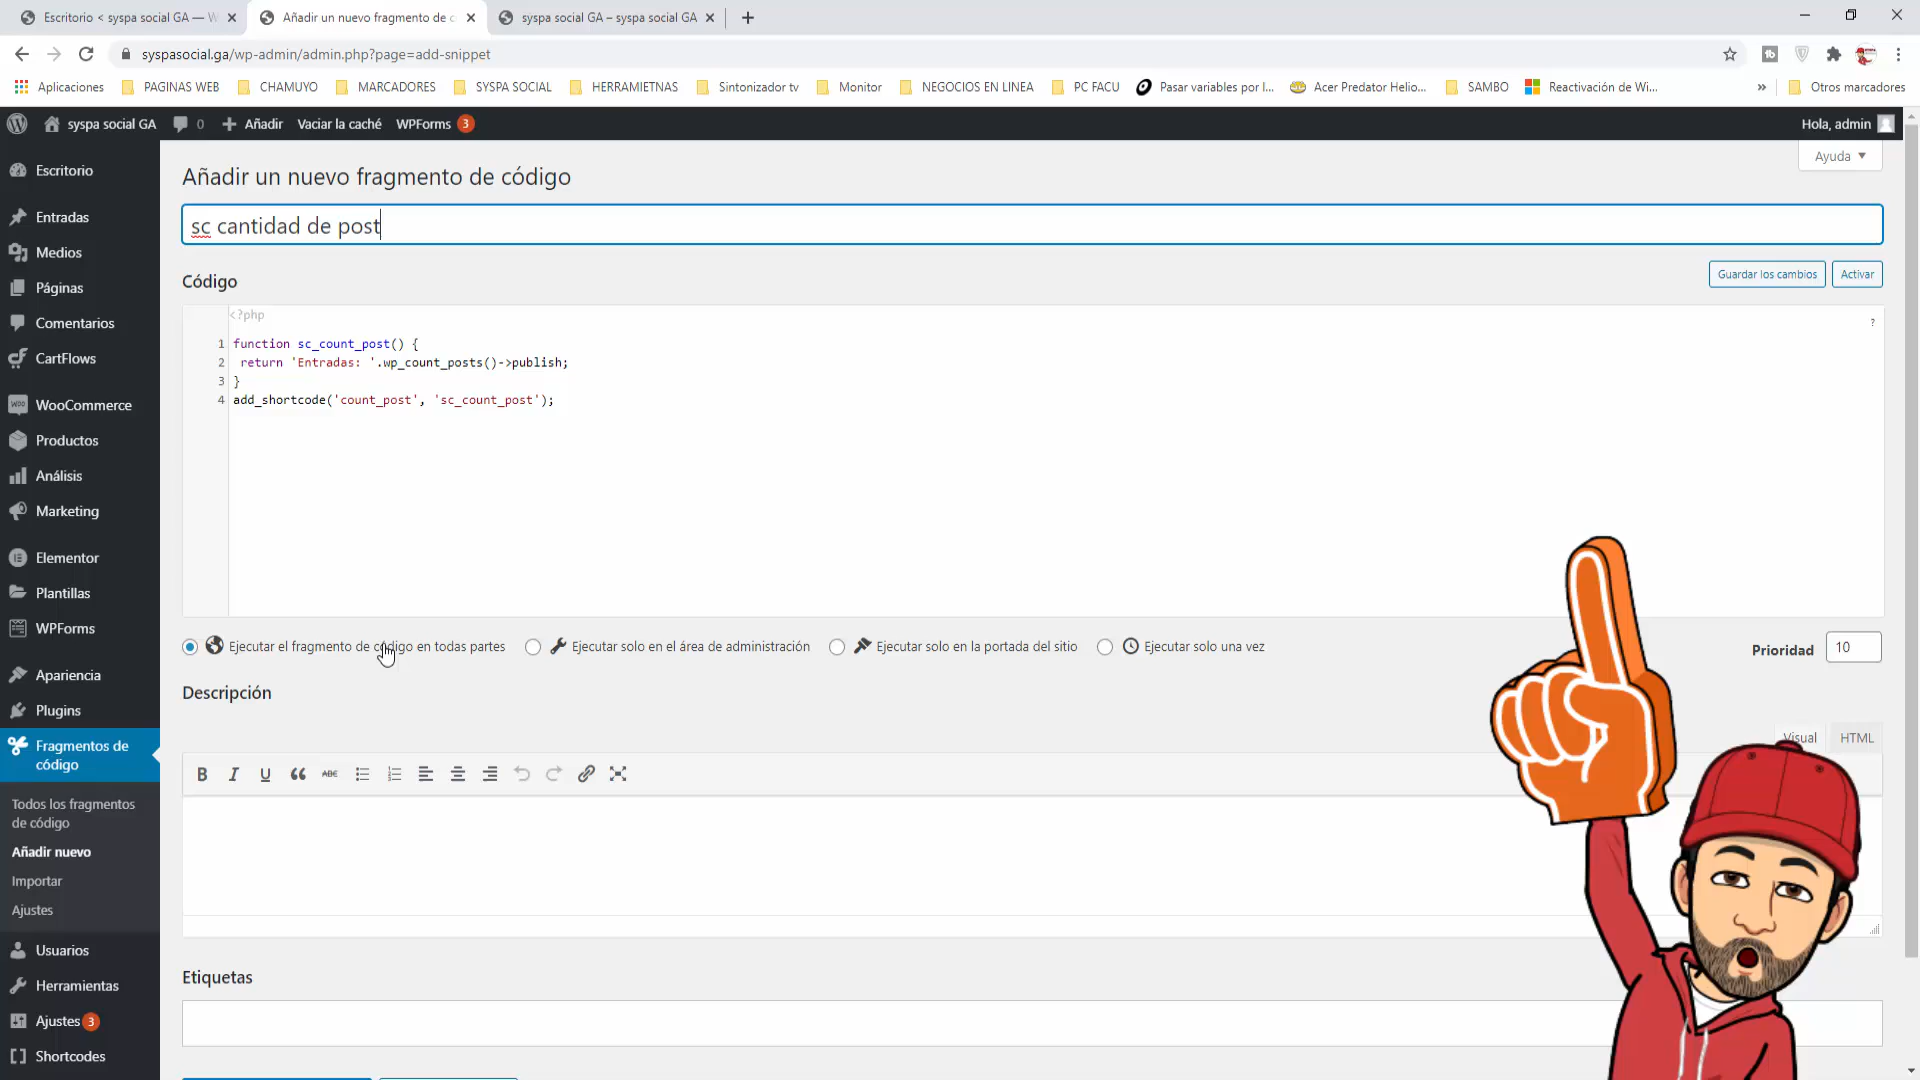 Escritorio < syspa social GA — W
Añadir un nuevo fragmento de c
syspa social GA – syspa social GA
syspasocial.ga/wp-admin/admin.php?page=add-snippet
Aplicaciones
PAGINAS WEB
CHAMUYO
MARCADORES
SYSPA SOCIAL
HERRAMIETNAS
Sintonizador tv
Monitor
NEGOCIOS EN LINEA
PC FACU
Pasar variables por l...
Acer Predator Helio...
SAMBO
Reactivación de Wi...
»
Otros marcadores
syspa social GA
0
+ Añadir
Vaciar la caché
WPForms 3
Hola, admin
Escritorio
Entradas
Medios
Páginas
Comentarios
CartFlows
WooCommerce
Productos
Análisis
Marketing
Elementor
Plantillas
WPForms
Apariencia
Plugins
Fragmentos de
código
Todos los fragmentos
de código
Añadir nuevo
Importar
Ajustes
Usuarios
Herramientas
Ajustes 3
Shortcodes
Ayuda
Añadir un nuevo fragmento de código
sc cantidad de post
Código
Guardar los cambios
Activar
<?php
?
1 function sc_count_post() {
2 return 'Entradas: '.wp_count_posts()->publish;
3 }
4 add_shortcode('count_post', 'sc_count_post');
Ejecutar el fragmento de código en todas partes
Ejecutar solo en el área de administración
Ejecutar solo en la portada del sitio
Ejecutar solo una vez
Prioridad
10
Descripción
Visual
HTML
B I U ABC
Etiquetas